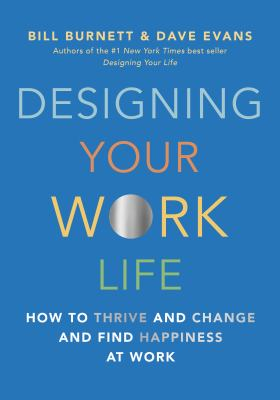 BILL BURNETT & DAVE EVANS
Authors of the #1 New York Times best seller
Designing Your Life
DESIGNING
YOUR
WORK
LIFE
HOW TO THRIVE AND CHANGE
AND FIND HAPPINESS
AT WORK